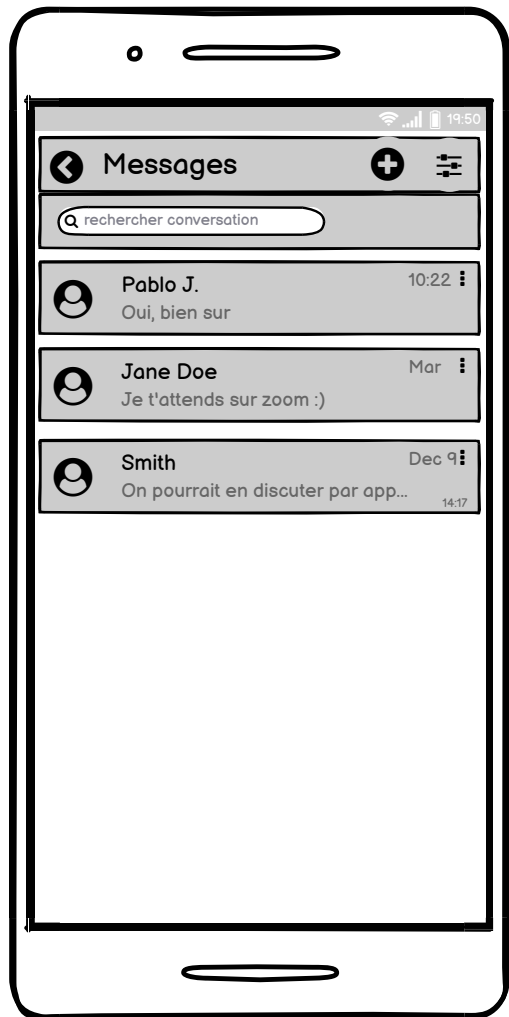 19:50
Messages
rechercher conversation
Pablo J. 10:22
Oui, bien sur
Jane Doe Mar
Je t'attends sur zoom :)
Smith Dec 9
On pourrait en discuter par app...
14:17